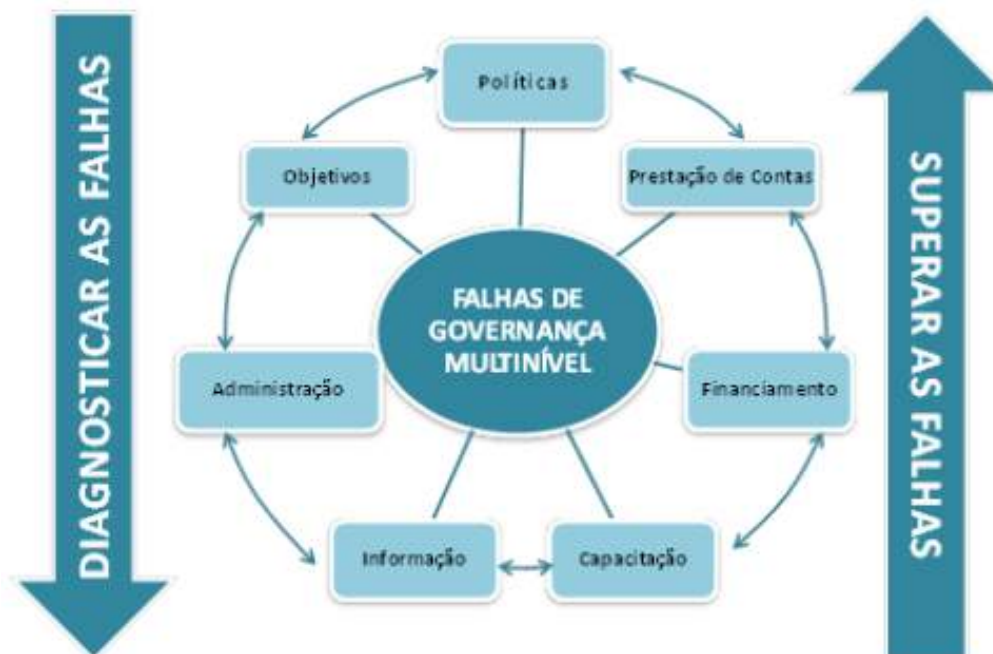 DIAGNOSTICAR AS FALHAS
Políticas
Objetivos
Prestação de Contas
FALHAS DE
GOVERNANÇA
MULTINÍVEL
Administração
Financiamento
Informação
Capacitação
SUPERAR AS FALHAS